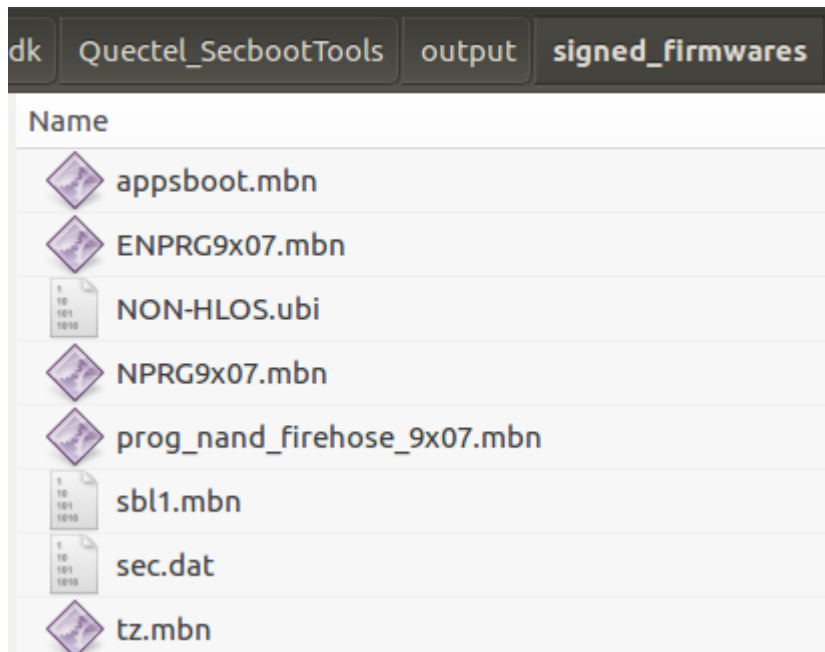 dk Quectel_SecbootTools output signed_firmwares
Name
appsboot.mbn
ENPRG9x07.mbn
NON-HLOS.ubi
NPRG9x07.mbn
prog_nand_firehose_9x07.mbn
sbl1.mbn
sec.dat
tz.mbn